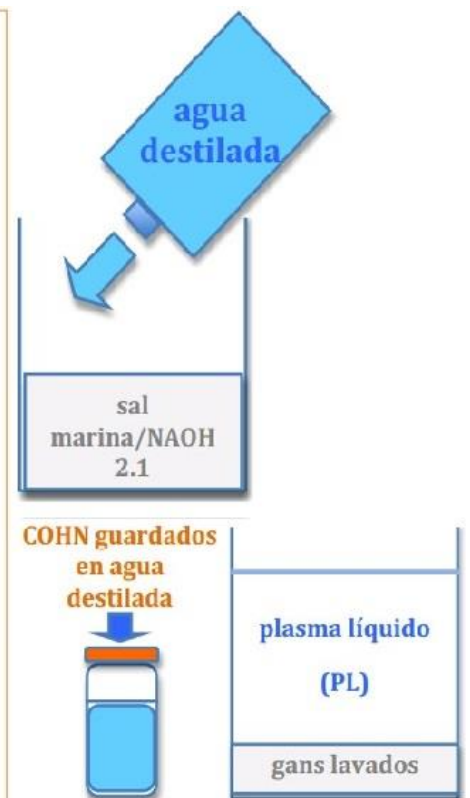 agua
destilada
sal
marina/NAOH
2.1
COHN guardados
en agua
destilada
plasma líquido
(PL)
gans lavados